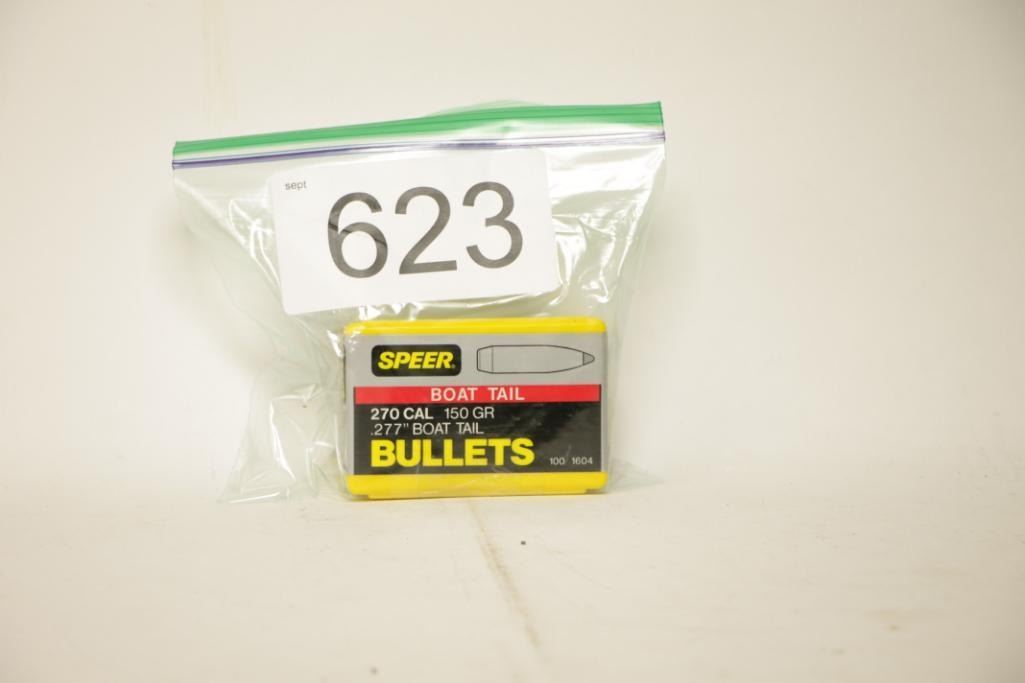 sept
623
SPEER
BOAT TAIL
270 CAL 150 GR
.277" BOAT TAIL
BULLETS 100 1604